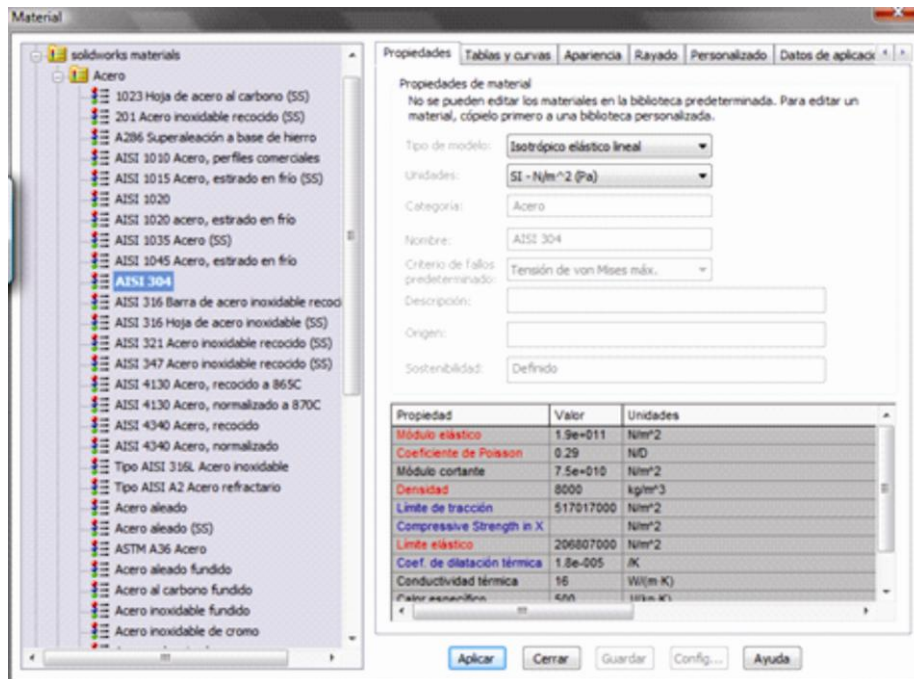 Material
solidworks materials
Acero
1023 Hoja de acero al carbono (SS)
201 Acero inoxidable recocido (SS)
A286 Superaleación a base de hierro
AISI 1010 Acero, perfiles comerciales
AISI 1015 Acero, estirado en frío (SS)
AISI 1020
AISI 1020 acero, estirado en frío
AISI 1035 Acero (SS)
AISI 1045 Acero, estirado en frío
AISI 304
AISI 316 Barra de acero inoxidable recoci
AISI 316 Hoja de acero inoxidable (SS)
AISI 321 Acero inoxidable recocido (SS)
AISI 347 Acero inoxidable recocido (SS)
AISI 4130 Acero, recocido a 865C
AISI 4130 Acero, normalizado a 870C
AISI 4340 Acero, recocido
AISI 4340 Acero, normalizado
Tipo AISI 316L Acero inoxidable
Tipo AISI A2 Acero refractario
Acero aleado
Acero aleado (SS)
ASTM A36 Acero
Acero aleado fundido
Acero al carbono fundido
Acero inoxidable fundido
Acero inoxidable de cromo
Propiedades Tablas y curvas Apariencia Rayado Personalizado Datos de aplicaci
Propiedades de material
No se pueden editar los materiales en la biblioteca predeterminada. Para editar un
material, cópielo primero a una biblioteca personalizada.
Tipo de modelo: Isotrópico elástico lineal
Unidades: SI - N/m^2 (Pa)
Categoria: Acero
Nombre: AISI 304
Criterio de fallos
predeterminado: Tensión de von Mises máx.
Descripción:
Origen:
Sostenibilidad: Definido
Propiedad Valor Unidades
Módulo elástico 1.9e+011 N/m^2
Coeficiente de Poisson 0.29 N/D
Módulo cortante 7.5e+010 N/m^2
Densidad 8000 kg/m^3
Límite de tracción 517017000 N/m^2
Compressive Strength in X N/m^2
Límite elástico 206807000 N/m^2
Coef. de dilatación térmica 1.8e-005 /K
Conductividad térmica 16 W/(m·K)
Calor específico 500 J/(kg·K)
Aplicar Cerrar Guardar Config... Ayuda